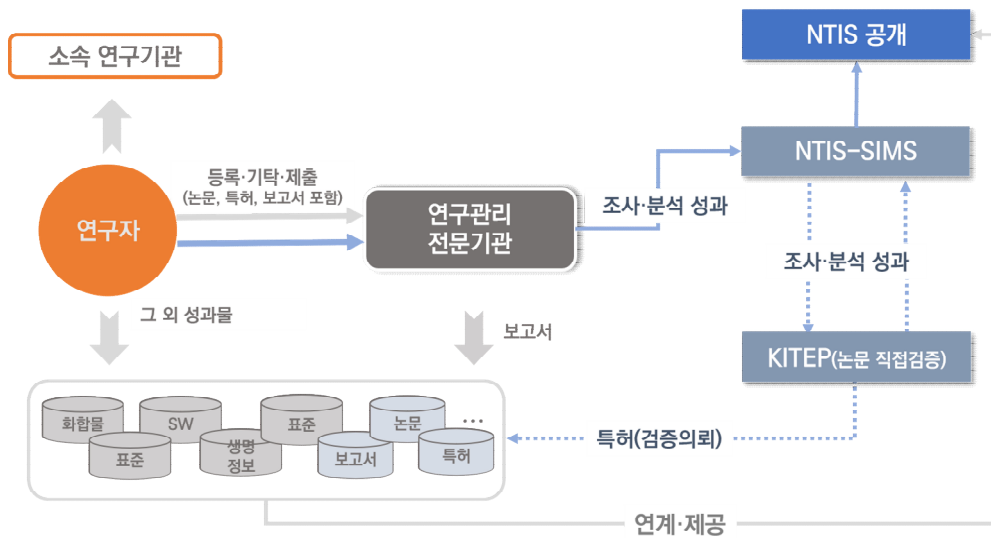 NTIS 공개
소속 연구기관
NTIS-SIMS
등록·기탁·제출
(논문, 특허, 보고서 포함)
연구자
연구관리
전문기관
조사·분석 성과
조사·분석 성과
그 외 성과물
보고서
KITEP(논문 직접검증)
화합물
SW
표준
논문
...
표준
생명
정보
보고서
특허
특허(검증의뢰)
연계·제공